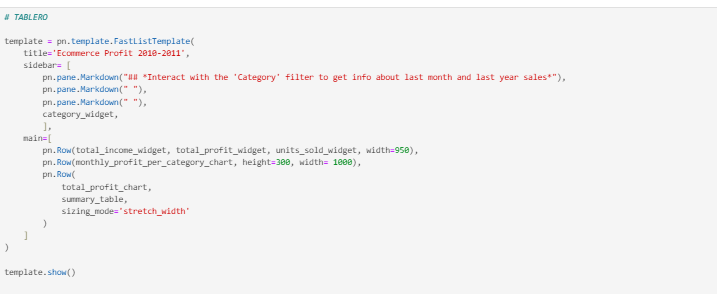 # TABLERO
template = pn.template.FastListTemplate(
    title='Ecommerce Profit 2010-2011',
    sidebar= [
        pn.pane.Markdown("## *Interact with the 'Category' filter to get info about last month and last year sales*"),
        pn.pane.Markdown(" "),
        pn.pane.Markdown(" "),
        category_widget,
        ],
    main=[
        pn.Row(total_income_widget, total_profit_widget, units_sold_widget, width=950),
        pn.Row(monthly_profit_per_category_chart, height=300, width= 1000),
        pn.Row(
            total_profit_chart,
            summary_table,
            sizing_mode='stretch_width'
        )
    ]
)
template.show()